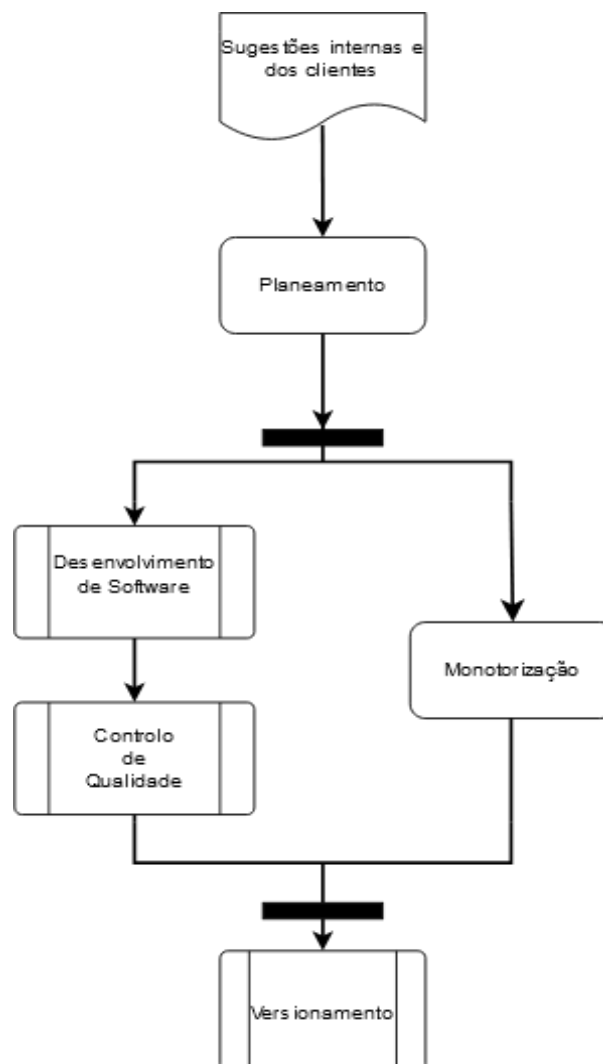 Sugestões internas e
dos clientes
Planeamento
Desenvolvimento
de Software
Monotorização
Controlo
de
Qualidade
Versionamento